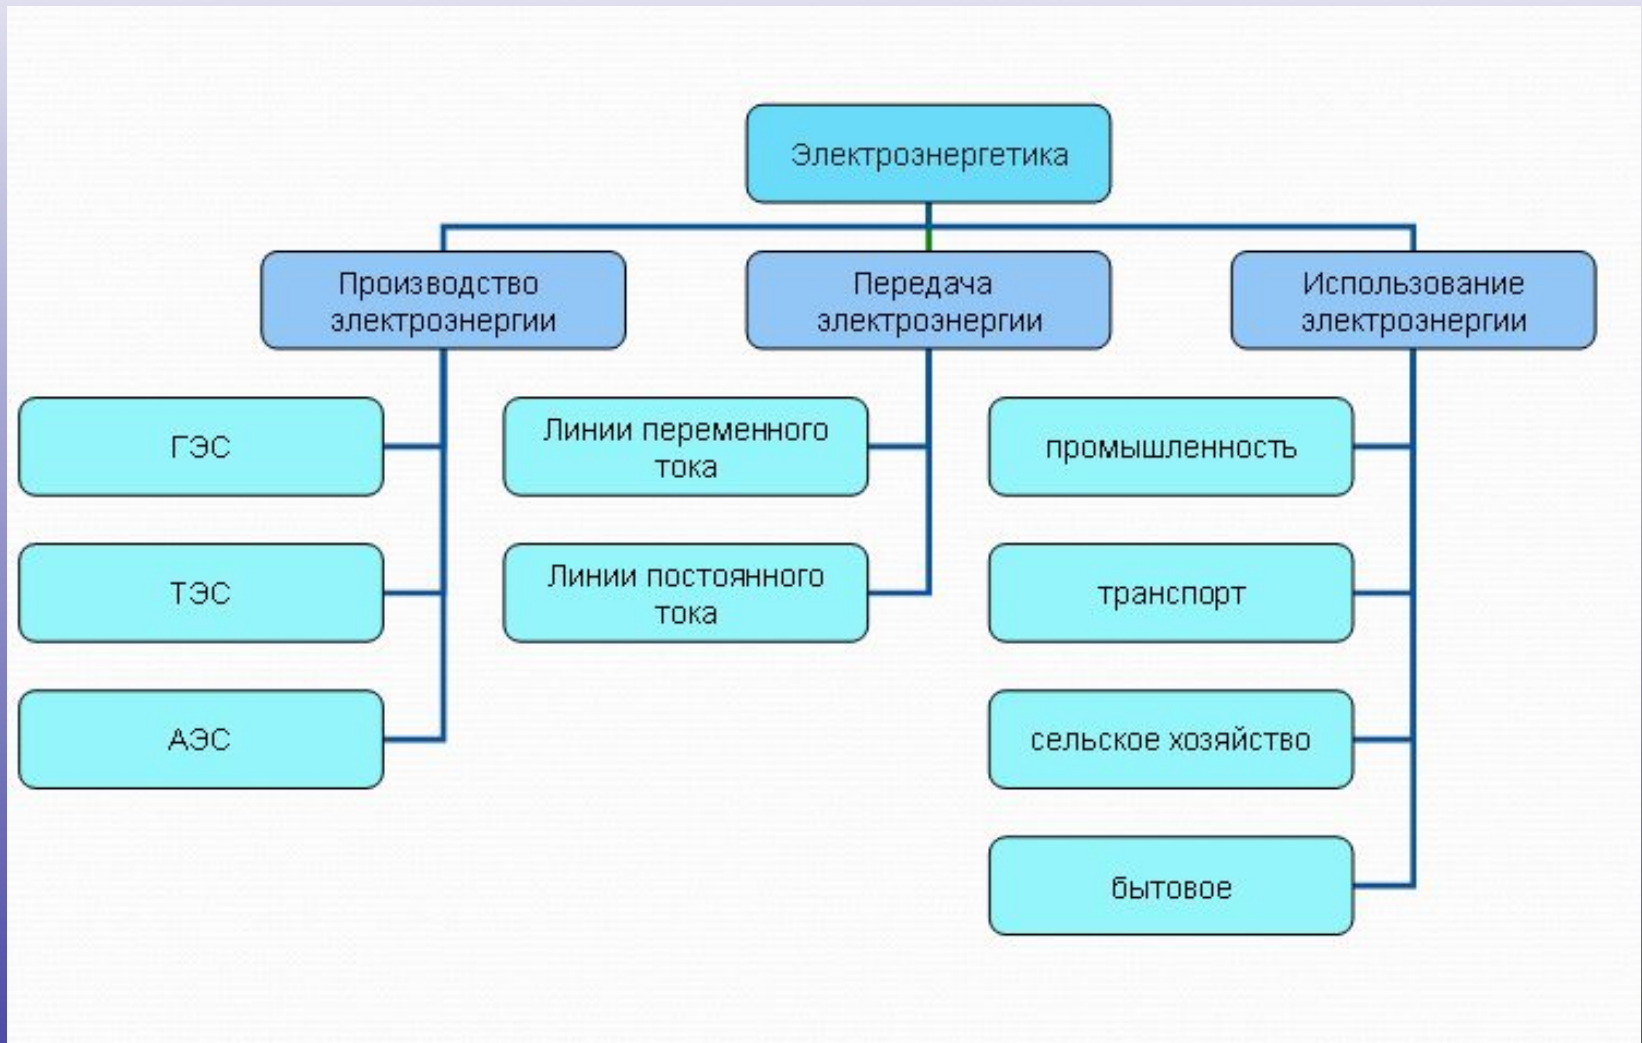 Электроэнергетика
Производство
электроэнергии
ГЭС
ТЭС
АЭС
Передача
электроэнергии
Линии переменного
тока
Линии постоянного
тока
Использование
электроэнергии
промышленность
транспорт
сельское хозяйство
бытовое